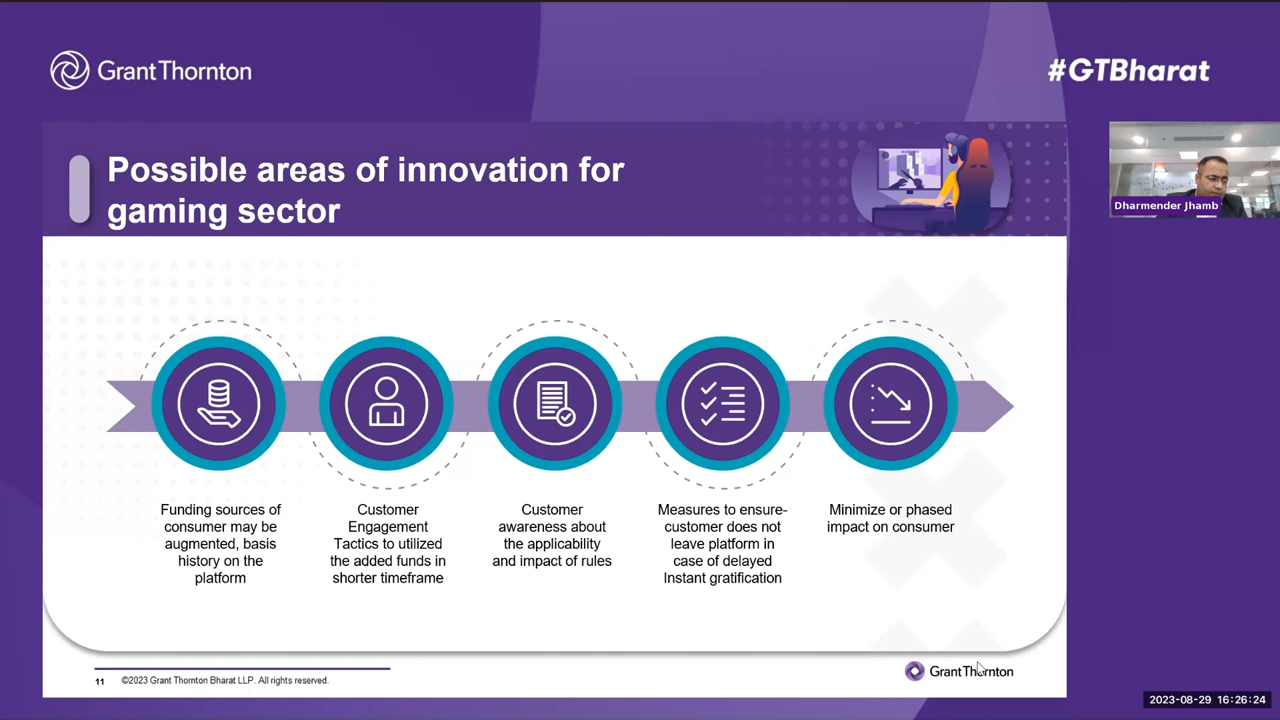 Grant Thornton
#GTBharat
Possible areas of innovation for
gaming sector
Dharmender Jhamb
Funding sources of
consumer may be
augmented, basis
history on the
platform
Customer
Engagement
Tactics to utilized
the added funds in
shorter timeframe
Customer
awareness about
the applicability
and impact of rules
Measures to ensure-
customer does not
leave platform in
case of delayed
Instant gratification
Minimize or phased
impact on consumer
11 ©2023 Grant Thornton Bharat LLP. All rights reserved.
Grant Thornton
2023-08-29 16:26:24